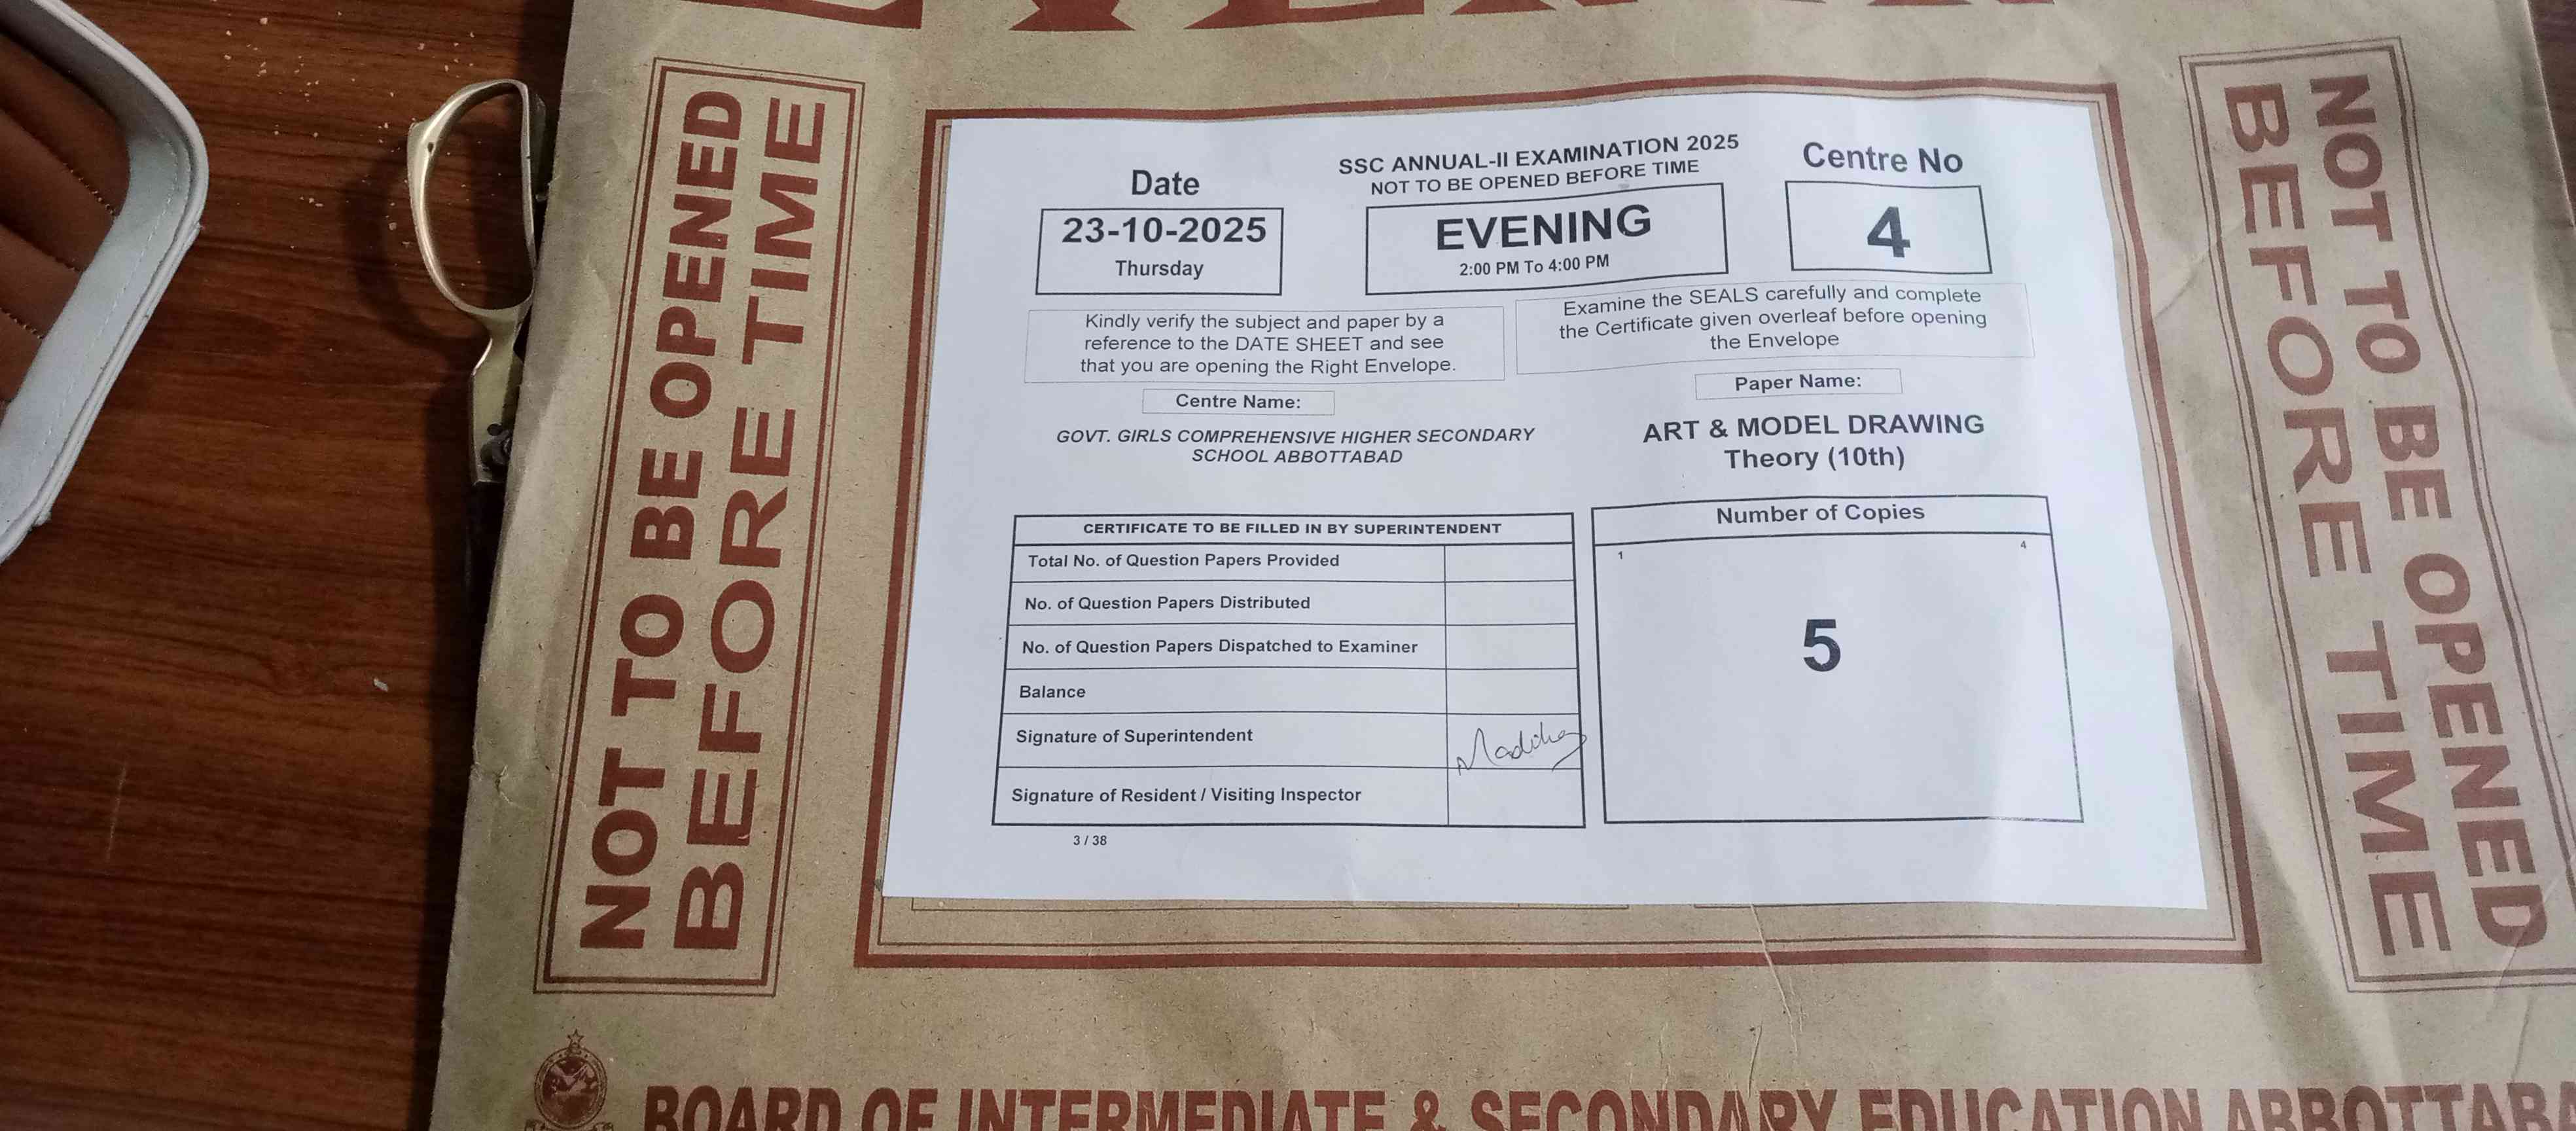 NOT TO BE OPENED
BEFORE TIME
Date
23-10-2025
Thursday
SSC ANNUAL-II EXAMINATION 2025
NOT TO BE OPENED BEFORE TIME
EVENING
2:00 PM To 4:00 PM
Centre No
4
Kindly verify the subject and paper by a
reference to the DATE SHEET and see
that you are opening the Right Envelope.
Examine the SEALS carefully and complete
the Certificate given overleaf before opening
the Envelope
Centre Name:
GOVT. GIRLS COMPREHENSIVE HIGHER SECONDARY
SCHOOL ABBOTTABAD
Paper Name:
ART & MODEL DRAWING
Theory (10th)
CERTIFICATE TO BE FILLED IN BY SUPERINTENDENT
Total No. of Question Papers Provided
No. of Question Papers Distributed
No. of Question Papers Dispatched to Examiner
Balance
Signature of Superintendent
Madiha
Signature of Resident / Visiting Inspector
3 / 38
Number of Copies
1 4
5
NOT TO BE OPENED
BEFORE TIME
BOARD OF INTERMEDIATE & SECONDARY EDUCATION ABBOTTABA